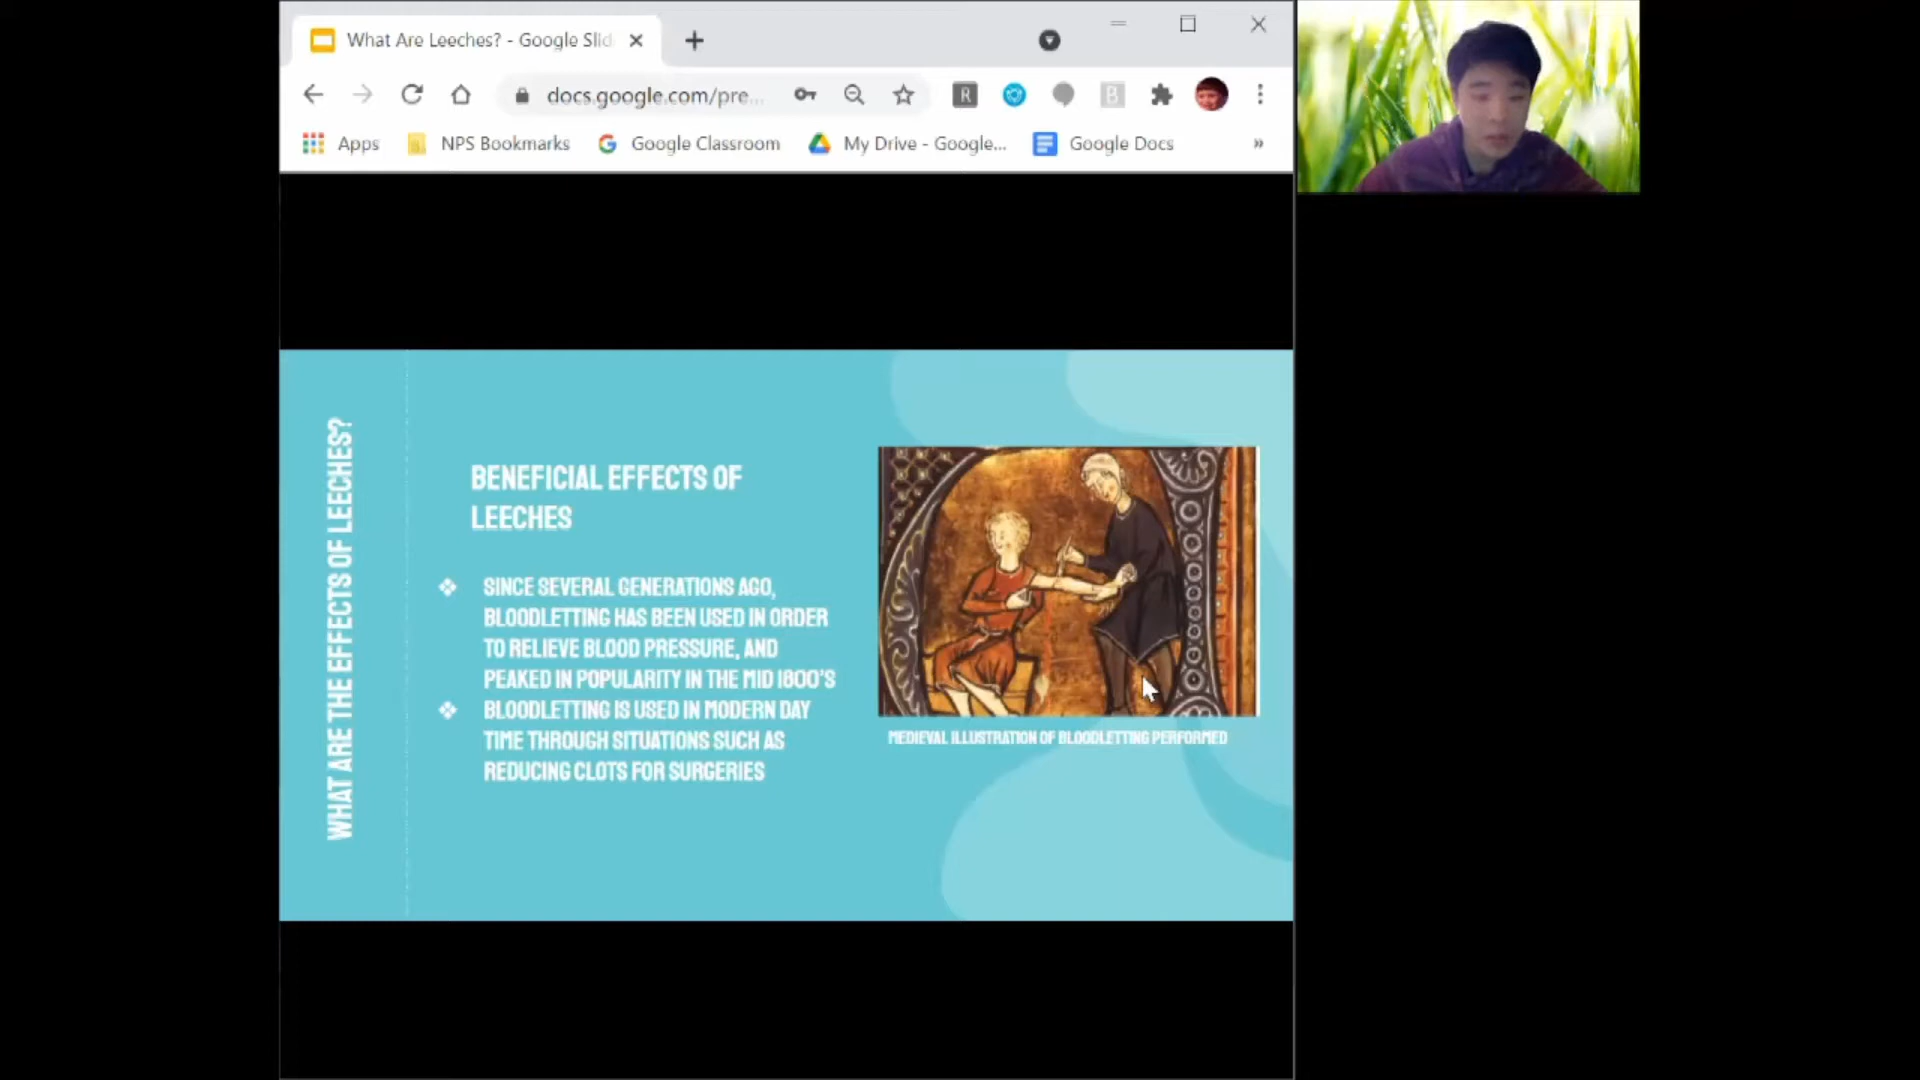 What Are Leeches? - Google Slid
docs.google.com/pre...
R
B
Apps
NPS Bookmarks
Google Classroom
My Drive - Google...
Google Docs
»
WHAT ARE THE EFFECTS OF LEECHES?
BENEFICIAL EFFECTS OF
LEECHES
SINCE SEVERAL GENERATIONS AGO,
BLOODLETTING HAS BEEN USED IN ORDER
TO RELIEVE BLOOD PRESSURE, AND
PEAKED IN POPULARITY IN THE MID 1800'S
BLOODLETTING IS USED IN MODERN DAY
TIME THROUGH SITUATIONS SUCH AS
REDUCING CLOTS FOR SURGERIES
MEDIEVAL ILLUSTRATION OF BLOODLETTING PERFORMED